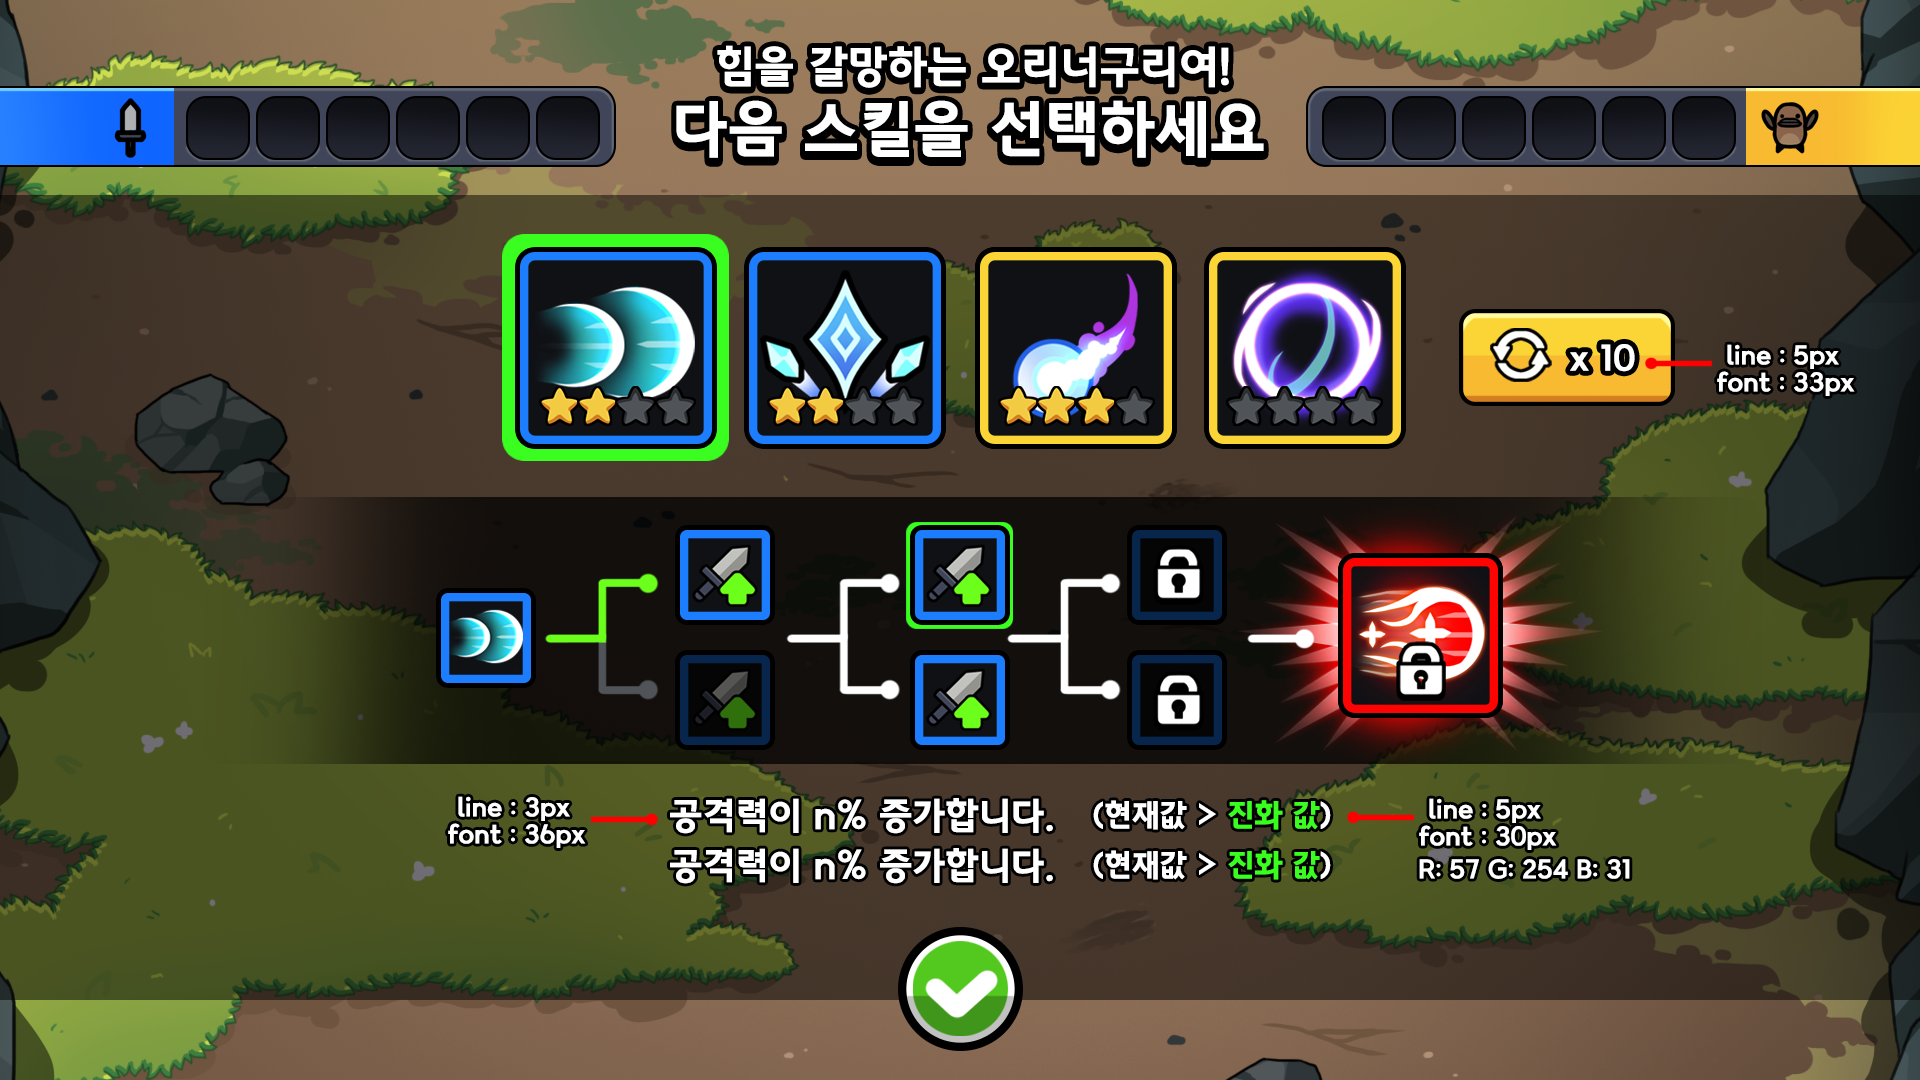 힘을 갈망하는 오리너구리여!
다음 스킬을 선택하세요
x 10
line : 5px
font : 33px
line : 3px
font : 36px
공격력이 n% 증가합니다. (현재값 > 진화 값)
공격력이 n% 증가합니다. (현재값 > 진화 값)
line : 5px
font : 30px
R: 57 G: 254 B: 31